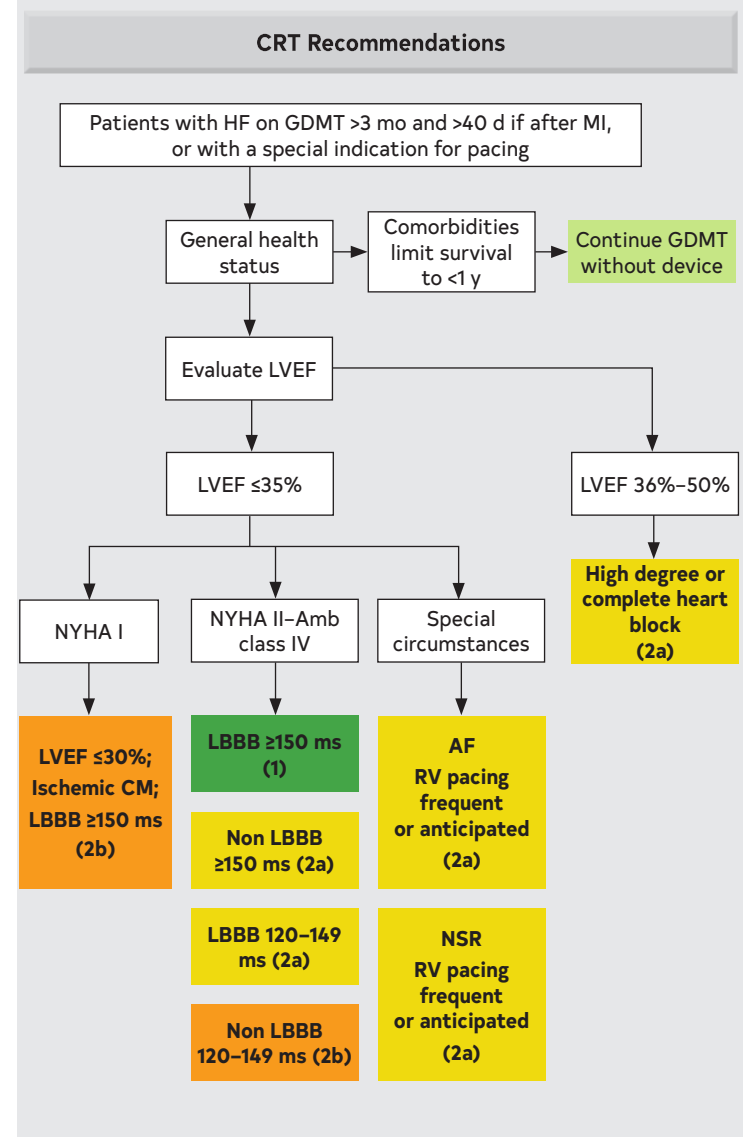 CRT Recommendations
Patients with HF on GDMT >3 mo and >40 d if after MI,
or with a special indication for pacing
General health
status
Comorbidities
limit survival
to <1 y
Continue GDMT
without device
Evaluate LVEF
LVEF ≤35%
LVEF 36%–50%
High degree or
complete heart
block
(2a)
NYHA I
NYHA II–Amb
class IV
Special
circumstances
LVEF ≤30%;
Ischemic CM;
LBBB ≥150 ms
(2b)
LBBB ≥150 ms
(1)
Non LBBB
≥150 ms (2a)
LBBB 120–149
ms (2a)
Non LBBB
120–149 ms (2b)
AF
RV pacing
frequent
or anticipated
(2a)
NSR
RV pacing
frequent
or anticipated
(2a)